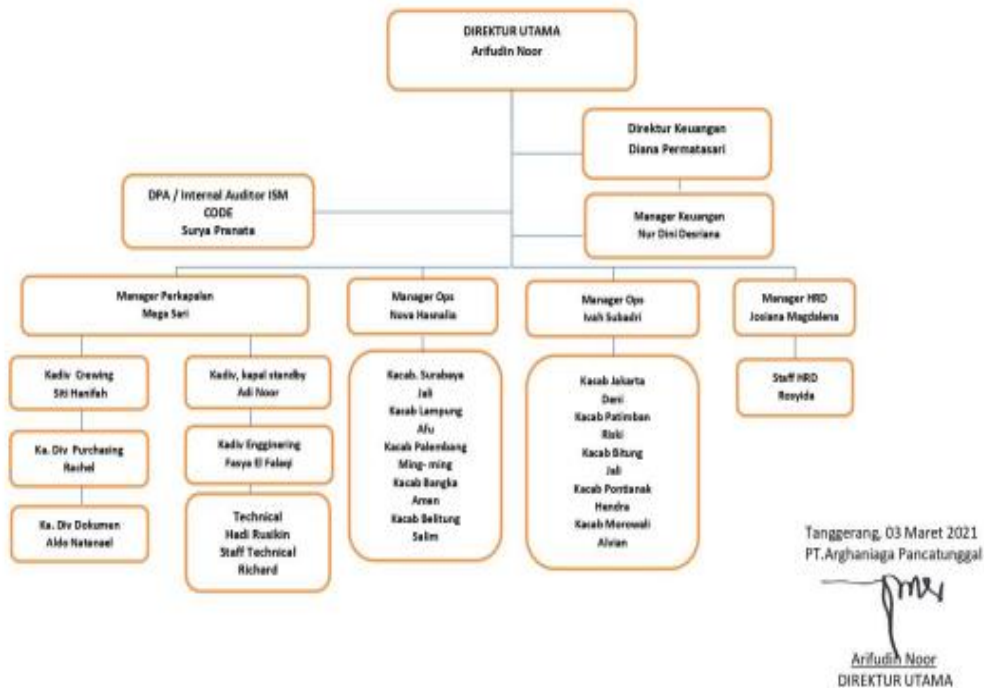 DIREKTUR UTAMA
Arifudin Noor
Direktur Keuangan
Diana Permatasari
DPA / Internal Auditor ISM
CODE
Surya Pranata
Manager Keuangan
Nur Dini Desriana
Manager Perkapalan
Mega Sari
Manager Ops
Nova Hasnalia
Manager Ops
Ivah Subadri
Manager HRD
Josiana Magdalena
Kadiv Crewing
Siti Hanifah
Kadiv, kapal standby
Adi Noor
Kacab. Surabaya
Jali
Kacab Lampung
Afu
Kacab Palembang
Ming- ming
Kacab Bangka
Amen
Kacab Belitung
Salim
Kacab Jakarta
Deni
Kacab Patimban
Riski
Kacab Bitung
Jali
Kacab Pontianak
Hendra
Kacab Morowali
Alvian
Staff HRD
Rosyida
Ka. Div Purchasing
Rachel
Kadiv Engginering
Fasya El Falaqi
Ka. Div Dokumen
Aldo Natanael
Technical
Hadi Rusikin
Staff Technical
Richard
Tanggerang, 03 Maret 2021
PT.Arghaniaga Pancatunggal
Arifudin Noor
DIREKTUR UTAMA